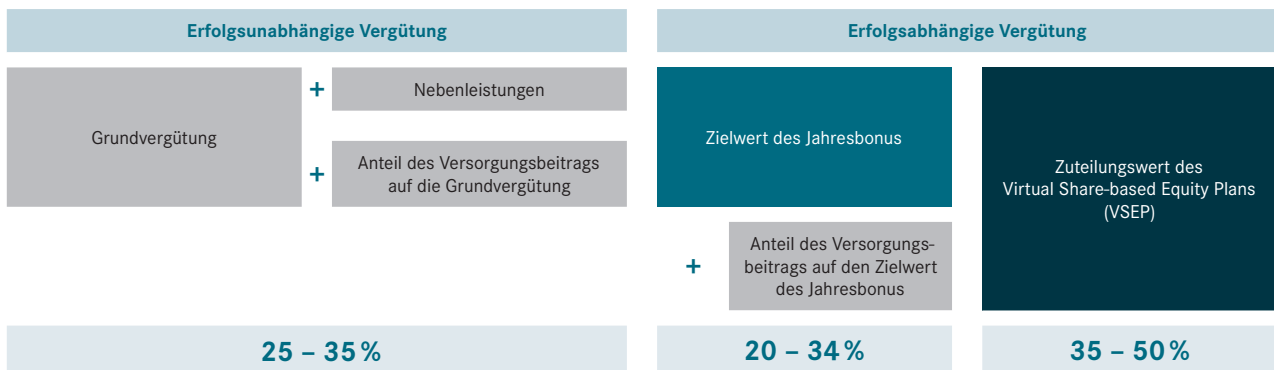 Erfolgsunabhängige Vergütung
Grundvergütung
+
Nebenleistungen
+
Anteil des Versorgungsbeitrags
auf die Grundvergütung
25 – 35 %
Erfolgsabhängige Vergütung
Zielwert des Jahresbonus
+
Anteil des Versorgungs-
beitrags auf den Zielwert
des Jahresbonus
20 – 34 %
Zuteilungswert des
Virtual Share-based Equity Plans
(VSEP)
35 – 50 %